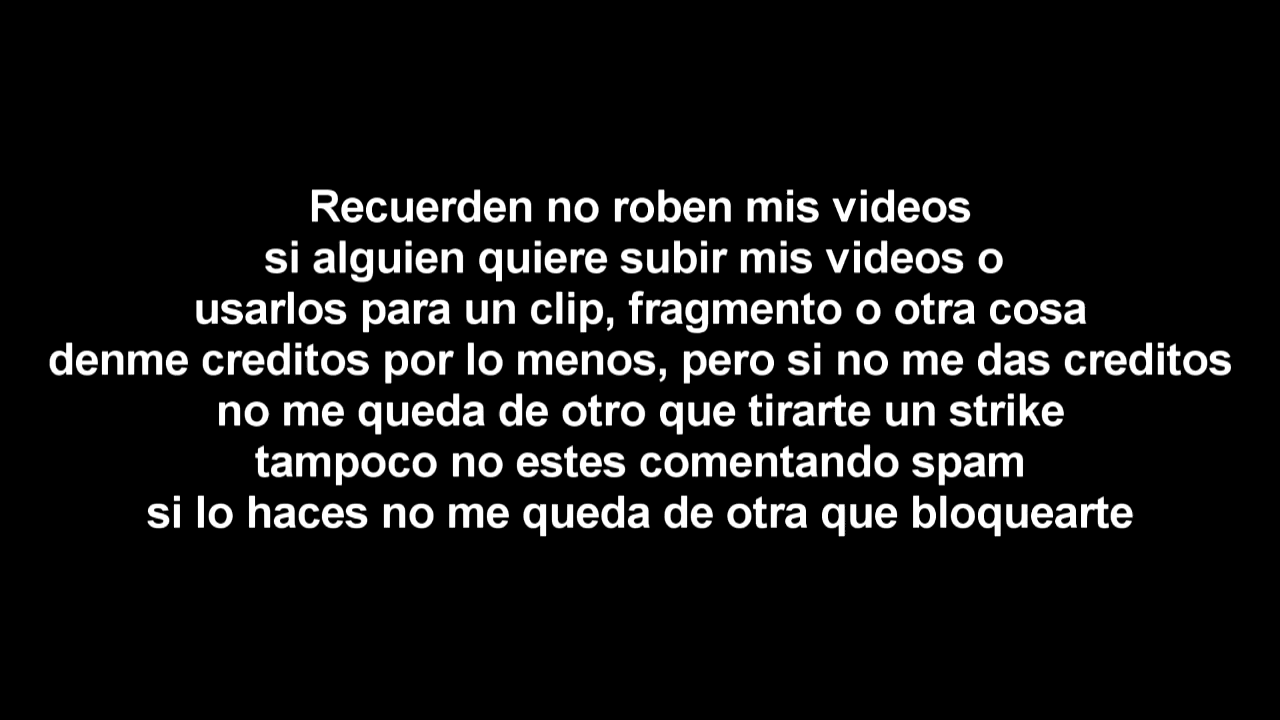 Recuerden no roben mis videos
si alguien quiere subir mis videos o
usarlos para un clip, fragmento o otra cosa
denme creditos por lo menos, pero si no me das creditos
no me queda de otro que tirarte un strike
tampoco no estes comentando spam
si lo haces no me queda de otra que bloquearte